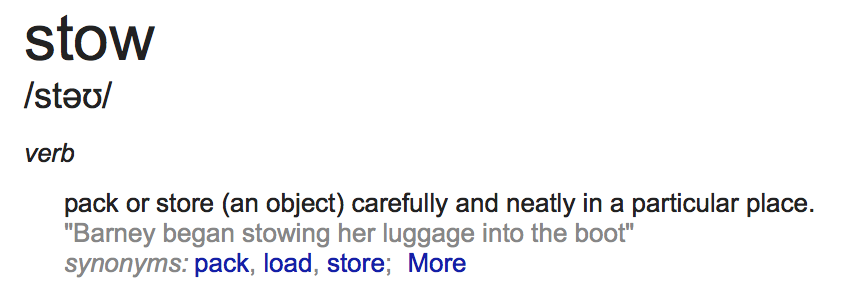 stow
/stəʊ/
verb
pack or store (an object) carefully and neatly in a particular place.
"Barney began stowing her luggage into the boot"
synonyms: pack, load, store; More